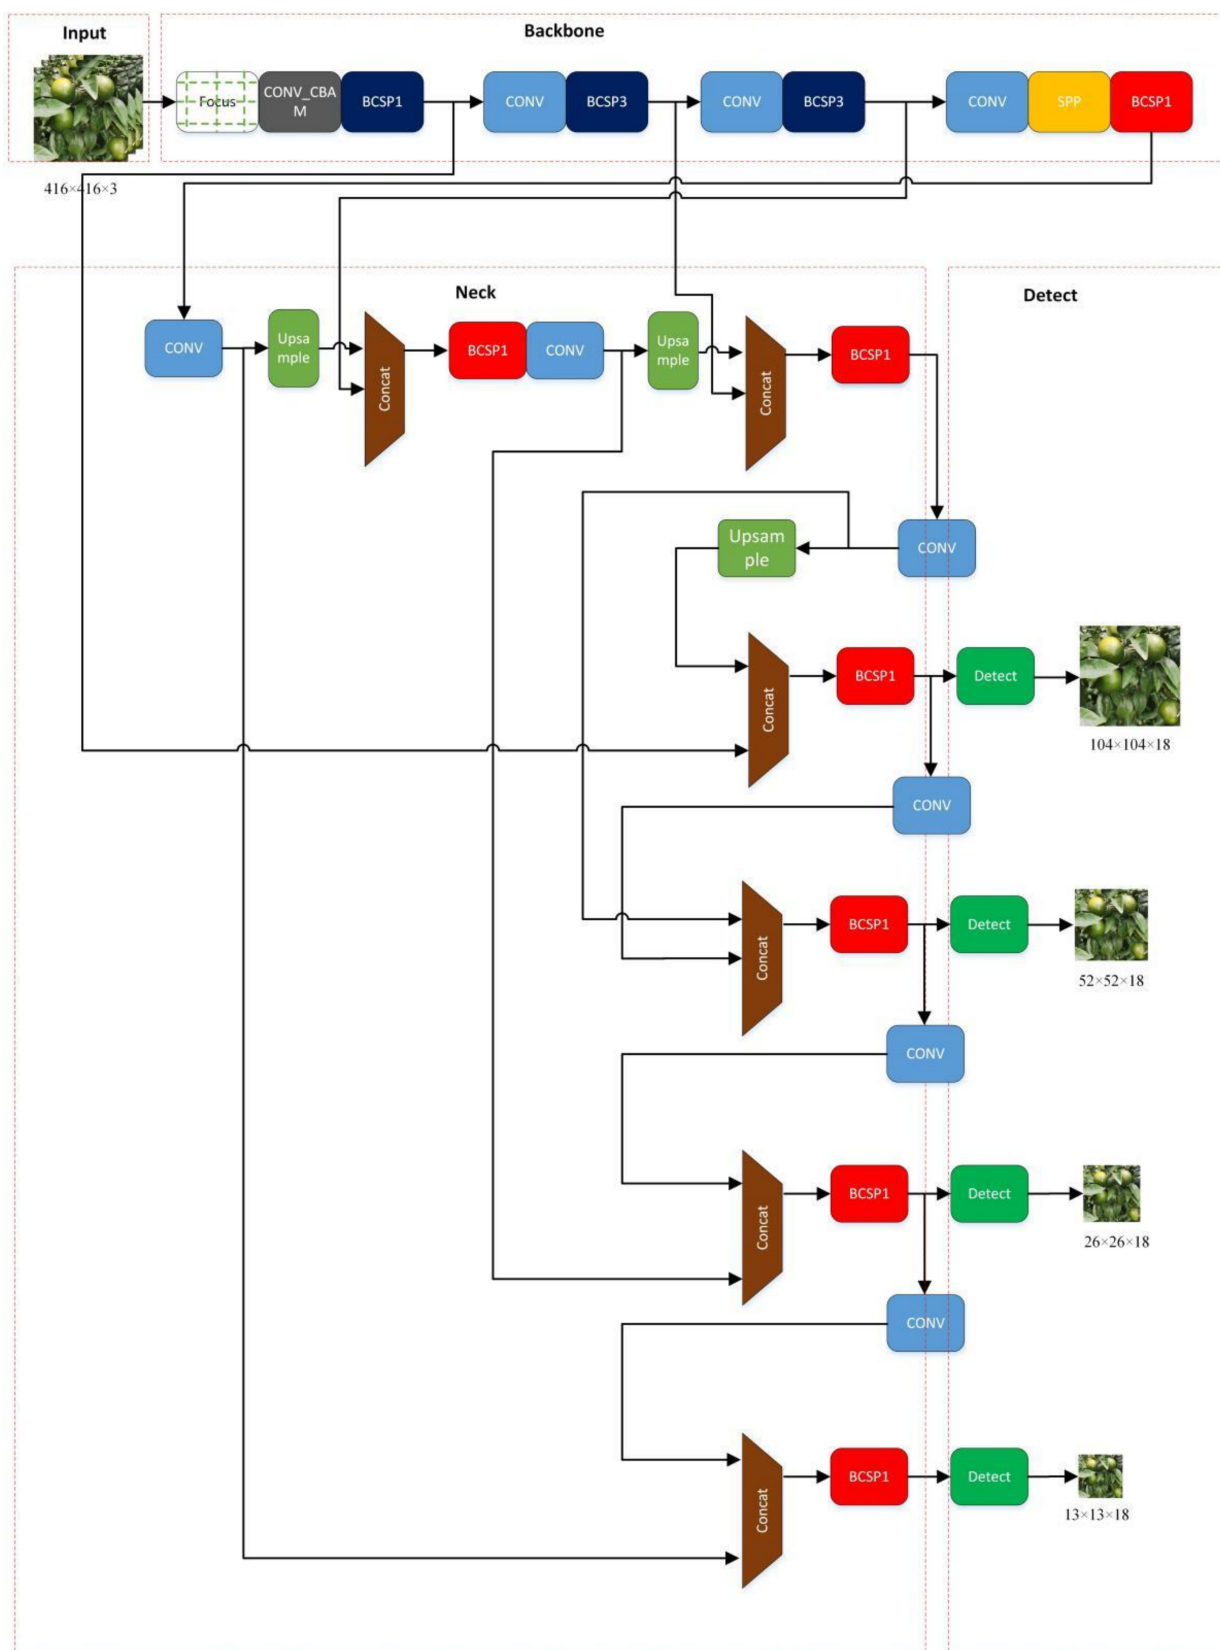 Input
Backbone
Focus
CONV_CBA
M
BCSP1
CONV
BCSP3
CONV
BCSP3
CONV
SPP
BCSP1
416×416×3
Neck
Detect
CONV
Upsa
mple
Concat
BCSP1
CONV
Upsa
mple
Concat
BCSP1
Upsam
ple
CONV
Concat
BCSP1
Detect
104×104×18
CONV
Concat
BCSP1
Detect
52×52×18
CONV
Concat
BCSP1
Detect
26×26×18
CONV
Concat
BCSP1
Detect
13×13×18